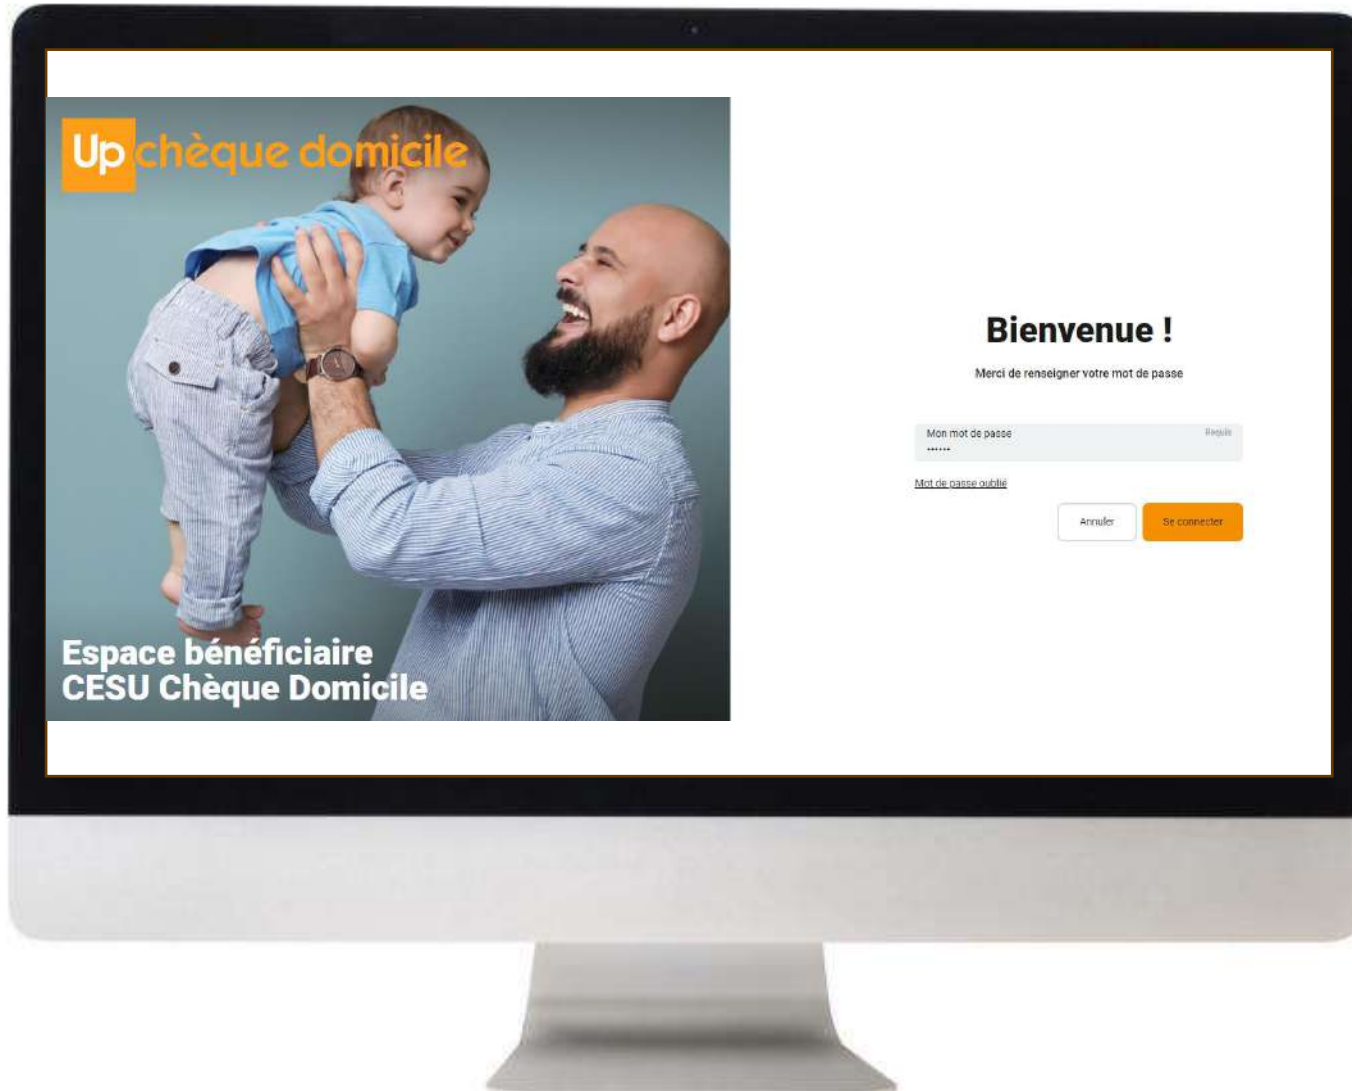 Up chèque domicile
Espace bénéficiaire
CESU Chèque Domicile
Bienvenue !
Merci de renseigner votre mot de passe
Mon mot de passe
Requis
••••••
Mot de passe oublié
Annuler
Se connecter